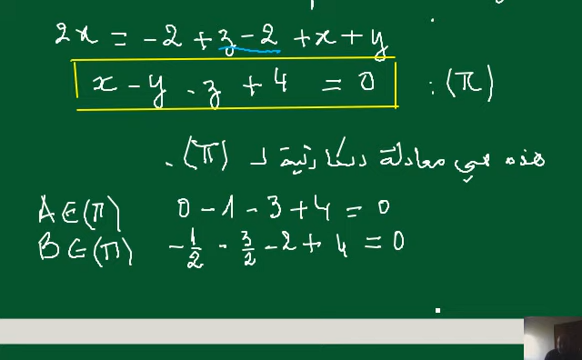 2x = -2 + z - 2 + x + y
x - y - z + 4 = 0 : (π)
هذه هي معادلة ديكارتية لـ (π).
A∈(π) 0 - 1 - 3 + 4 = 0
B∈(π) -1/2 - 3/2 - 2 + 4 = 0